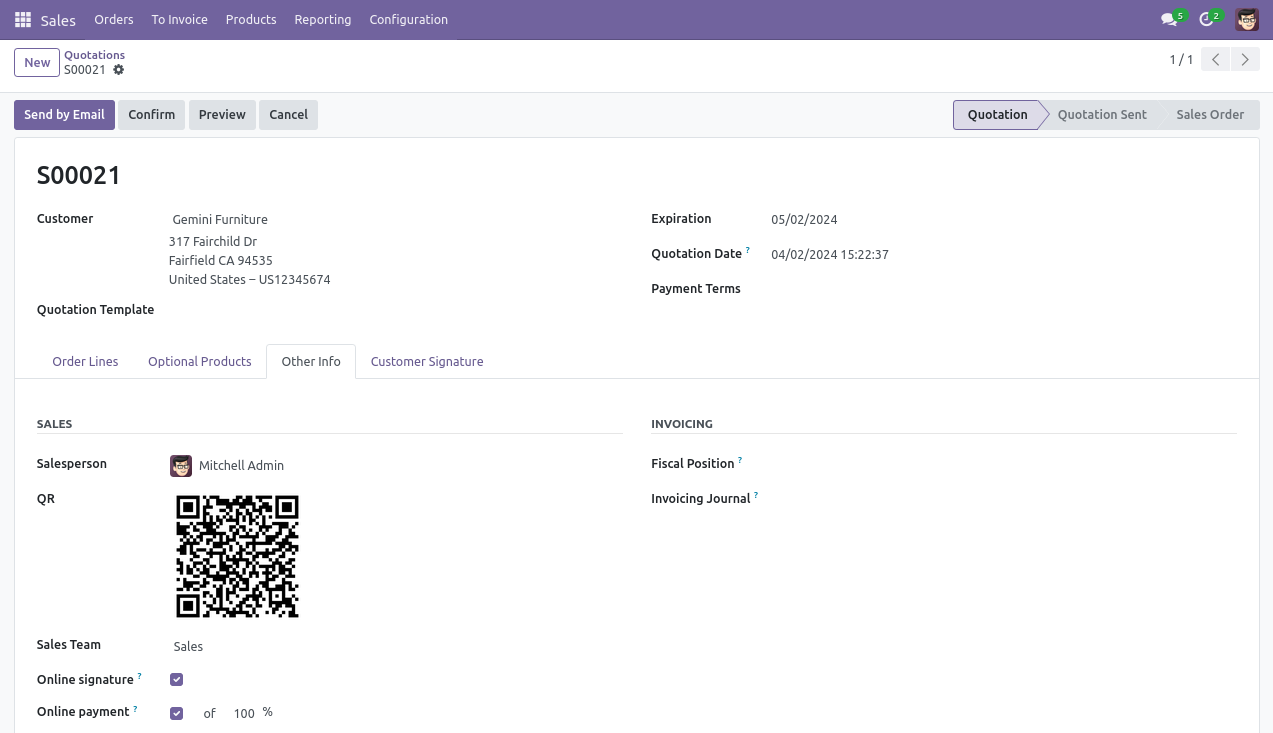 Sales Orders To Invoice Products Reporting Configuration 5 2
New Quotations
S00021
1 / 1
Send by Email Confirm Preview Cancel Quotation Quotation Sent Sales Order
S00021
Customer Gemini Furniture
317 Fairchild Dr
Fairfield CA 94535
United States – US12345674
Quotation Template
Expiration 05/02/2024
Quotation Date ? 04/02/2024 15:22:37
Payment Terms
Order Lines Optional Products Other Info Customer Signature
SALES
Salesperson Mitchell Admin
QR
Sales Team Sales
Online signature ?
Online payment ? of 100 %
INVOICING
Fiscal Position ?
Invoicing Journal ?